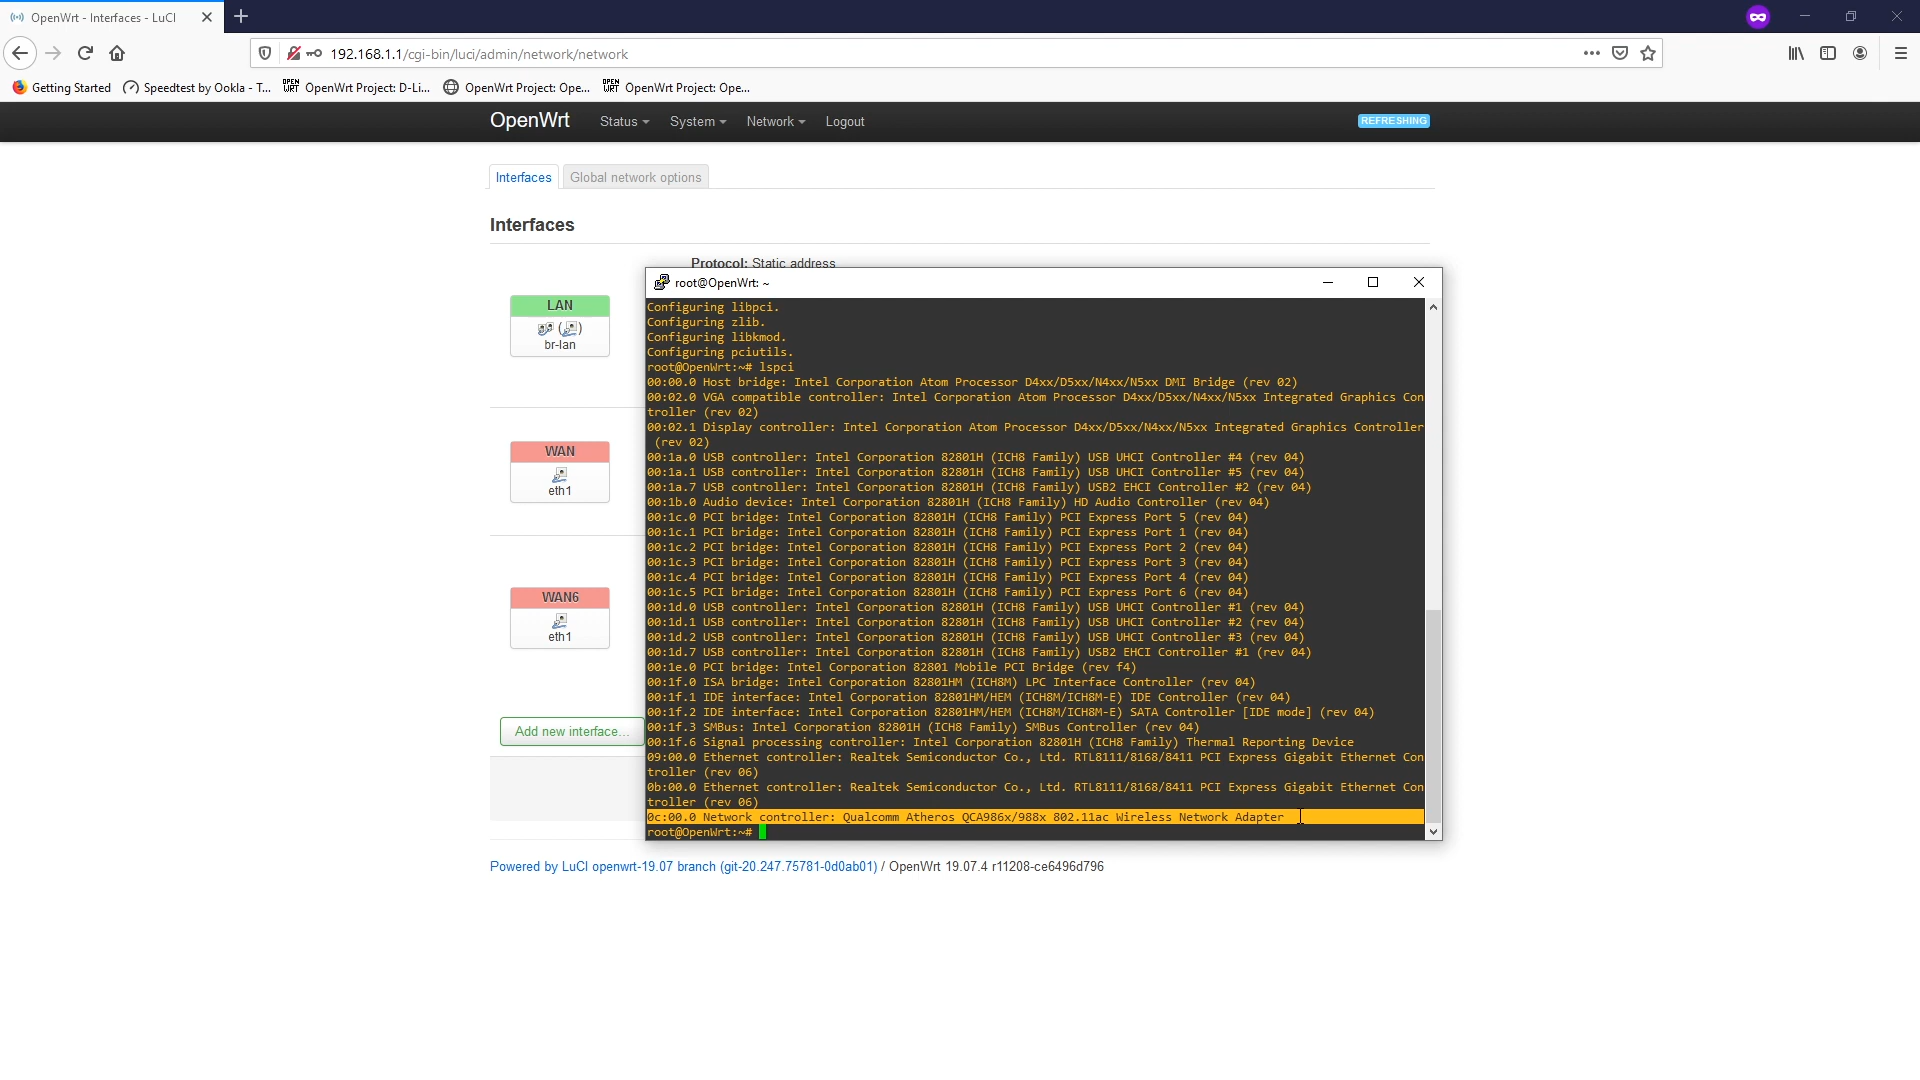 OpenWrt - Interfaces - LuCI
192.168.1.1/cgi-bin/luci/admin/network/network
Getting Started Speedtest by Ookla - T... OPEN WRT OpenWrt Project: D-Li... OpenWrt Project: Ope... OPEN WRT OpenWrt Project: Ope...
OpenWrt Status System Network Logout REFRESHING
Interfaces Global network options
Interfaces
Protocol: Static address
LAN
br-lan
WAN
eth1
WAN6
eth1
Add new interface...
root@OpenWrt: ~
Configuring libpci.
Configuring zlib.
Configuring libkmod.
Configuring pciutils.
root@OpenWrt:~# lspci
00:00.0 Host bridge: Intel Corporation Atom Processor D4xx/D5xx/N4xx/N5xx DMI Bridge (rev 02)
00:02.0 VGA compatible controller: Intel Corporation Atom Processor D4xx/D5xx/N4xx/N5xx Integrated Graphics Con
troller (rev 02)
00:02.1 Display controller: Intel Corporation Atom Processor D4xx/D5xx/N4xx/N5xx Integrated Graphics Controller
(rev 02)
00:1a.0 USB controller: Intel Corporation 82801H (ICH8 Family) USB UHCI Controller #4 (rev 04)
00:1a.1 USB controller: Intel Corporation 82801H (ICH8 Family) USB UHCI Controller #5 (rev 04)
00:1a.7 USB controller: Intel Corporation 82801H (ICH8 Family) USB2 EHCI Controller #2 (rev 04)
00:1b.0 Audio device: Intel Corporation 82801H (ICH8 Family) HD Audio Controller (rev 04)
00:1c.0 PCI bridge: Intel Corporation 82801H (ICH8 Family) PCI Express Port 5 (rev 04)
00:1c.1 PCI bridge: Intel Corporation 82801H (ICH8 Family) PCI Express Port 1 (rev 04)
00:1c.2 PCI bridge: Intel Corporation 82801H (ICH8 Family) PCI Express Port 2 (rev 04)
00:1c.3 PCI bridge: Intel Corporation 82801H (ICH8 Family) PCI Express Port 3 (rev 04)
00:1c.4 PCI bridge: Intel Corporation 82801H (ICH8 Family) PCI Express Port 4 (rev 04)
00:1c.5 PCI bridge: Intel Corporation 82801H (ICH8 Family) PCI Express Port 6 (rev 04)
00:1d.0 USB controller: Intel Corporation 82801H (ICH8 Family) USB UHCI Controller #1 (rev 04)
00:1d.1 USB controller: Intel Corporation 82801H (ICH8 Family) USB UHCI Controller #2 (rev 04)
00:1d.2 USB controller: Intel Corporation 82801H (ICH8 Family) USB UHCI Controller #3 (rev 04)
00:1d.7 USB controller: Intel Corporation 82801H (ICH8 Family) USB2 EHCI Controller #1 (rev 04)
00:1e.0 PCI bridge: Intel Corporation 82801 Mobile PCI Bridge (rev f4)
00:1f.0 ISA bridge: Intel Corporation 82801HM (ICH8M) LPC Interface Controller (rev 04)
00:1f.1 IDE interface: Intel Corporation 82801HM/HEM (ICH8M/ICH8M-E) IDE Controller (rev 04)
00:1f.2 IDE interface: Intel Corporation 82801HM/HEM (ICH8M/ICH8M-E) SATA Controller [IDE mode] (rev 04)
00:1f.3 SMBus: Intel Corporation 82801H (ICH8 Family) SMBus Controller (rev 04)
00:1f.6 Signal processing controller: Intel Corporation 82801H (ICH8 Family) Thermal Reporting Device
09:00.0 Ethernet controller: Realtek Semiconductor Co., Ltd. RTL8111/8168/8411 PCI Express Gigabit Ethernet Con
troller (rev 06)
0b:00.0 Ethernet controller: Realtek Semiconductor Co., Ltd. RTL8111/8168/8411 PCI Express Gigabit Ethernet Con
troller (rev 06)
0c:00.0 Network controller: Qualcomm Atheros QCA986x/988x 802.11ac Wireless Network Adapter
root@OpenWrt:~#
Powered by LuCI openwrt-19.07 branch (git-20.247.75781-0d0ab01) / OpenWrt 19.07.4 r11208-ce6496d796